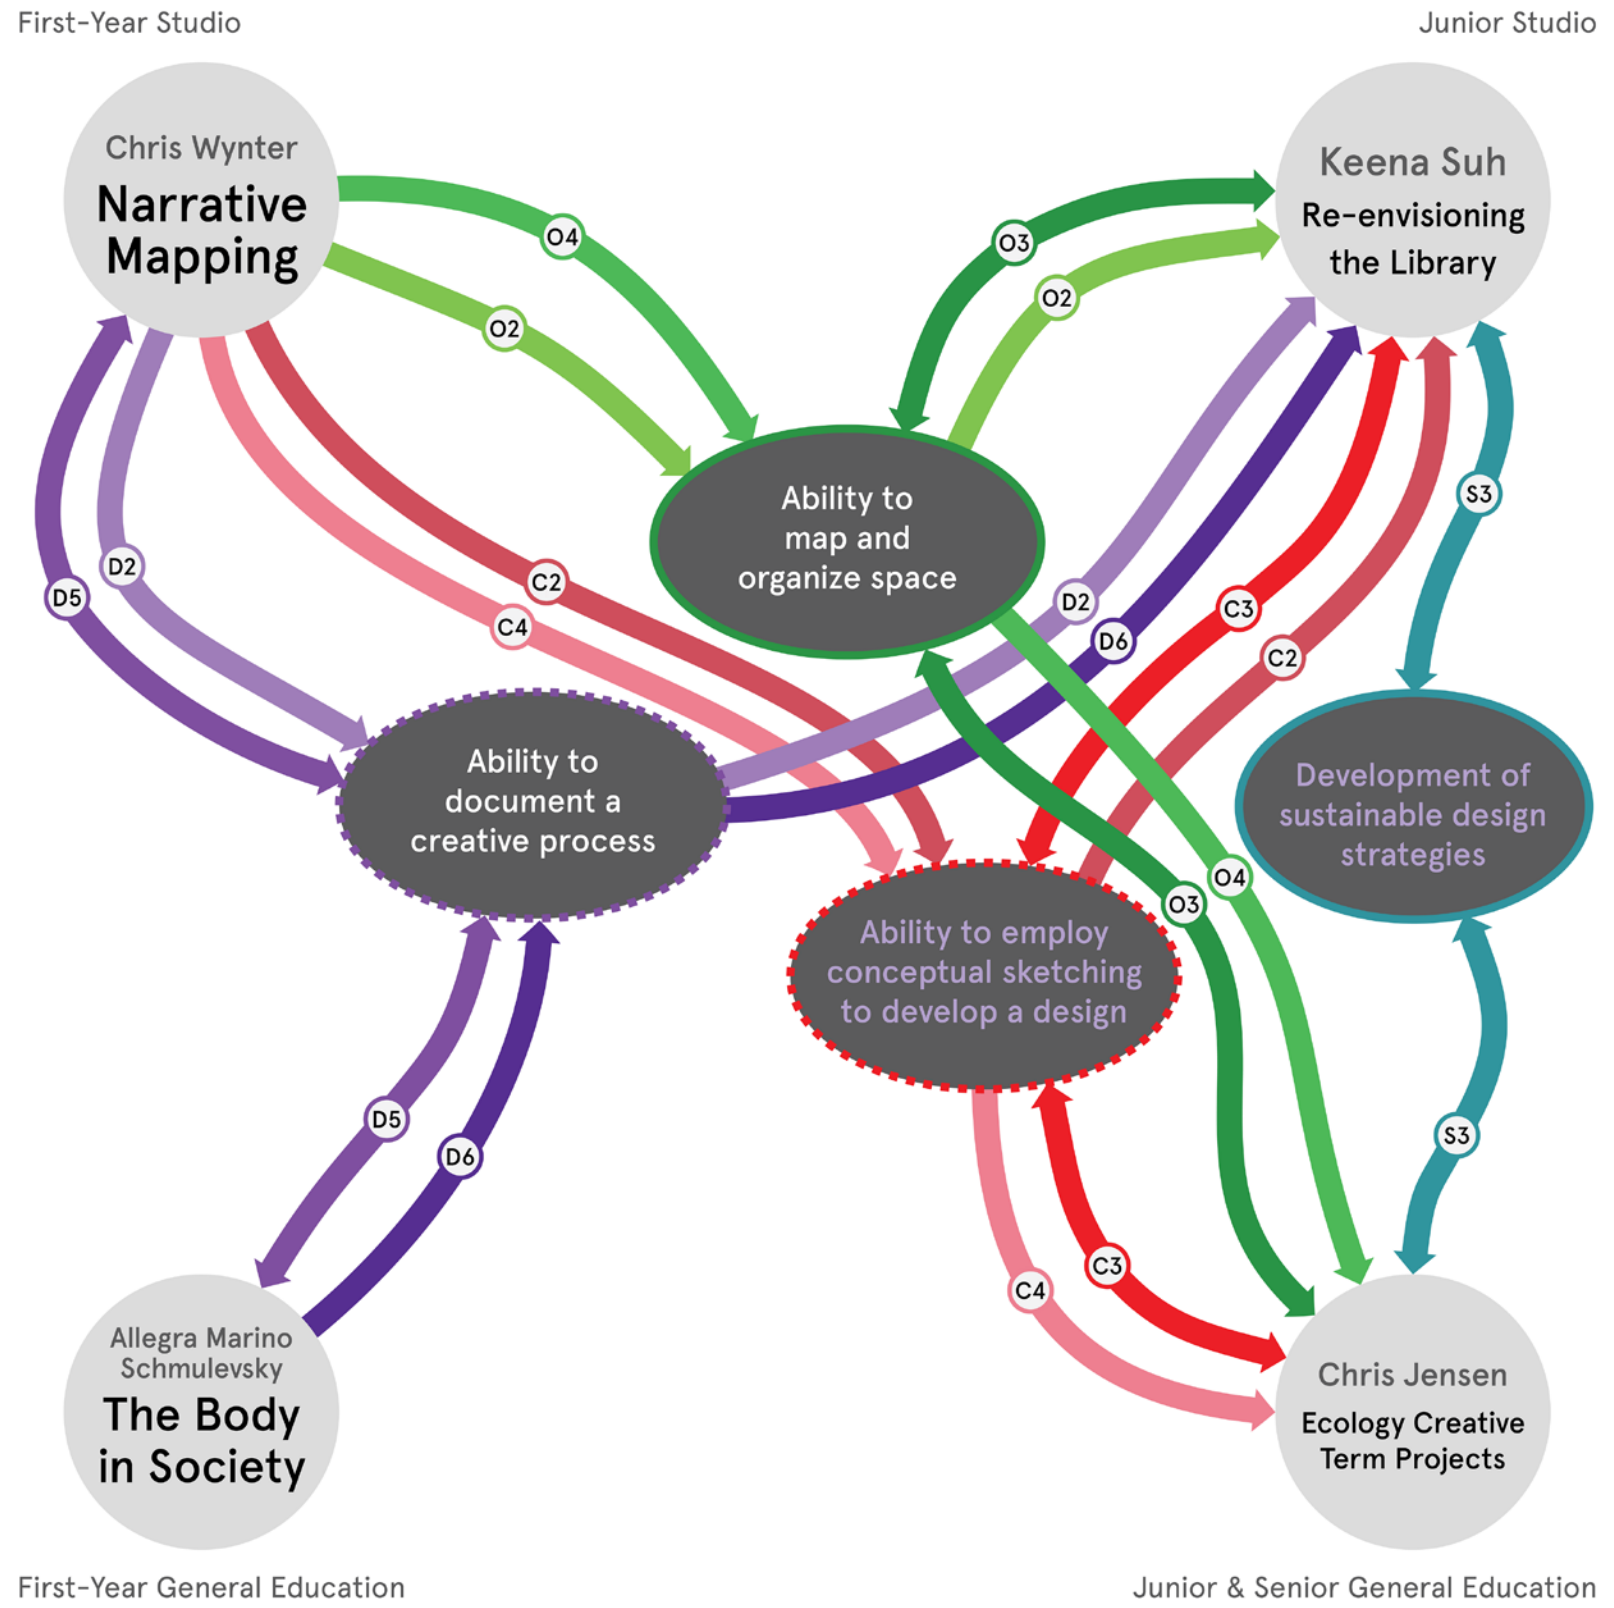 First-Year Studio
Junior Studio
Chris Wynter
Narrative
Mapping
Keena Suh
Re-envisioning
the Library
O4
O3
O2
O2
Ability to
map and
organize space
S3
D2
D5
C2
C4
D2
D6
C3
C2
Ability to
document a
creative process
Development of
sustainable design
strategies
O4
O3
Ability to employ
conceptual sketching
to develop a design
D5
D6
S3
C3
C4
Allegra Marino
Schmulevsky
The Body
in Society
Chris Jensen
Ecology Creative
Term Projects
First-Year General Education
Junior & Senior General Education